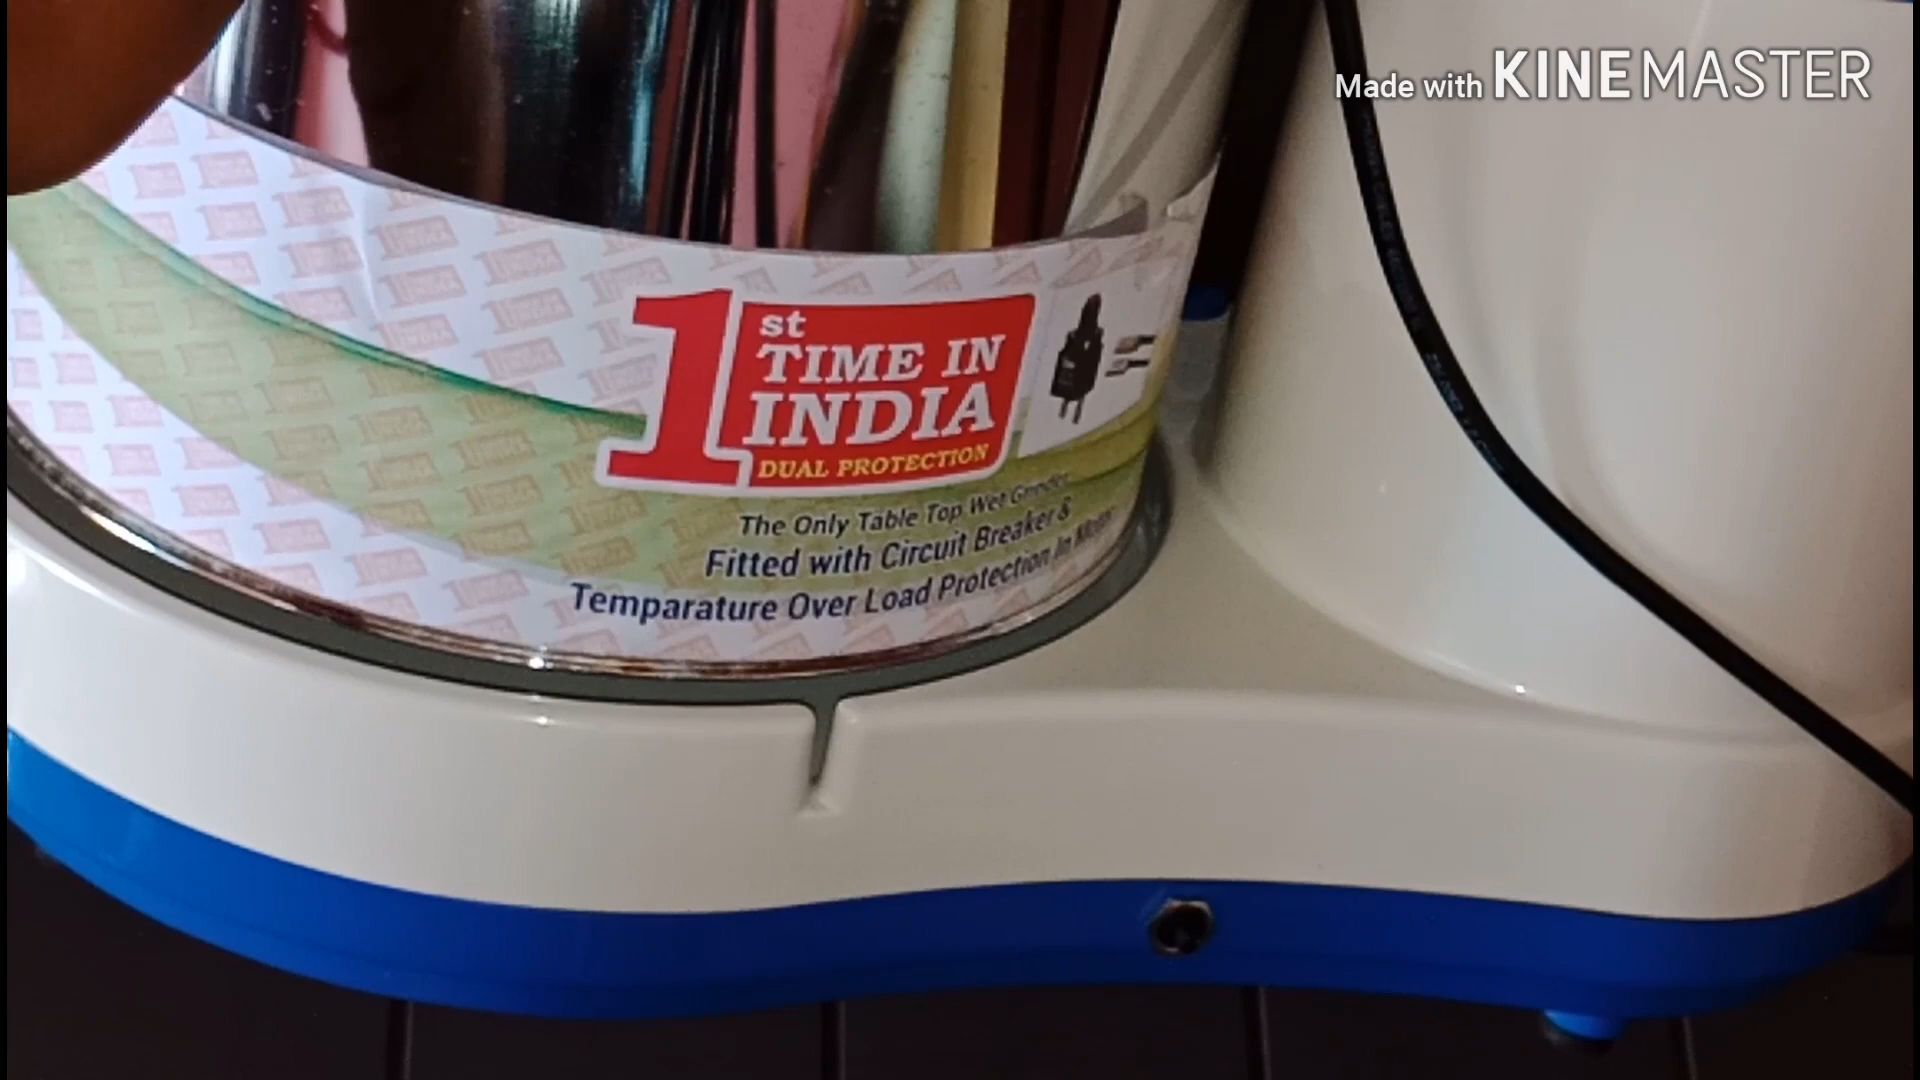 Made with KINEMASTER
1st
TIME IN
INDIA
DUAL PROTECTION
The Only Table Top Wet Grinder
Fitted with Circuit Breaker &
Temparature Over Load Protection In Motor